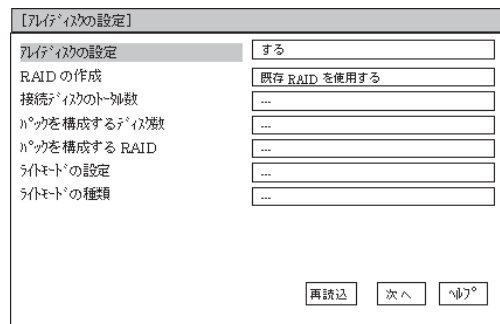 [ｱﾚｲﾃﾞｨｽｸの設定]
ｱﾚｲﾃﾞｨｽｸの設定 する
RAID の作成 既存 RAID を使用する
接続ﾃﾞｨｽｸのﾄｰﾀﾙ数 ...
ﾊﾟｯｸを構成するﾃﾞｨｽｸ数 ...
ﾊﾟｯｸを構成する RAID ...
ﾗｲﾄﾓｰﾄﾞの設定 ...
ﾗｲﾄﾓｰﾄﾞの種類 ...
再読込 次へ ﾍﾙﾌﾟ